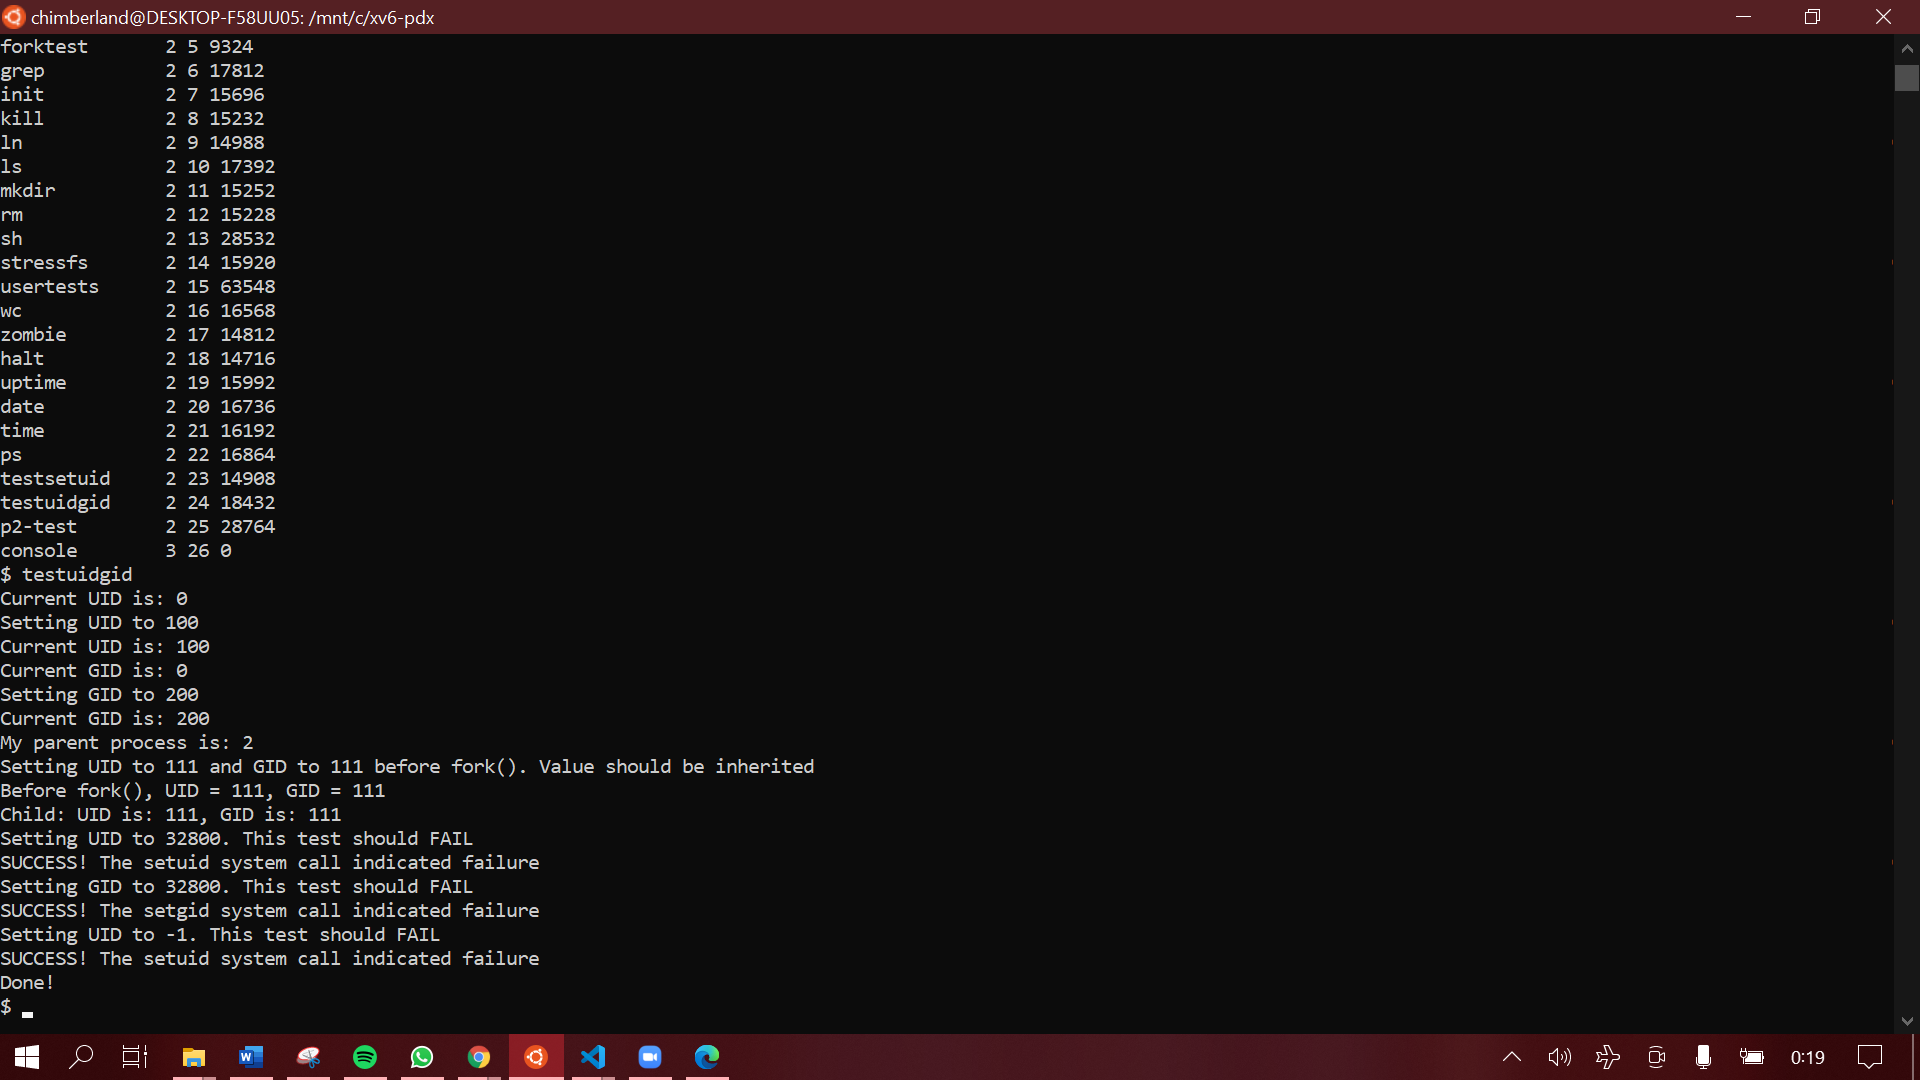 chimberland@DESKTOP-F58UU05: /mnt/c/xv6-pdx
forktest       2 5 9324
grep           2 6 17812
init           2 7 15696
kill           2 8 15232
ln             2 9 14988
ls             2 10 17392
mkdir          2 11 15252
rm             2 12 15228
sh             2 13 28532
stressfs       2 14 15920
usertests      2 15 63548
wc             2 16 16568
zombie         2 17 14812
halt           2 18 14716
uptime         2 19 15992
date           2 20 16736
time           2 21 16192
ps             2 22 16864
testsetuid     2 23 14908
testuidgid     2 24 18432
p2-test        2 25 28764
console        3 26 0
$ testuidgid
Current UID is: 0
Setting UID to 100
Current UID is: 100
Current GID is: 0
Setting GID to 200
Current GID is: 200
My parent process is: 2
Setting UID to 111 and GID to 111 before fork(). Value should be inherited
Before fork(), UID = 111, GID = 111
Child: UID is: 111, GID is: 111
Setting UID to 32800. This test should FAIL
SUCCESS! The setuid system call indicated failure
Setting GID to 32800. This test should FAIL
SUCCESS! The setgid system call indicated failure
Setting UID to -1. This test should FAIL
SUCCESS! The setuid system call indicated failure
Done!
$
0:19